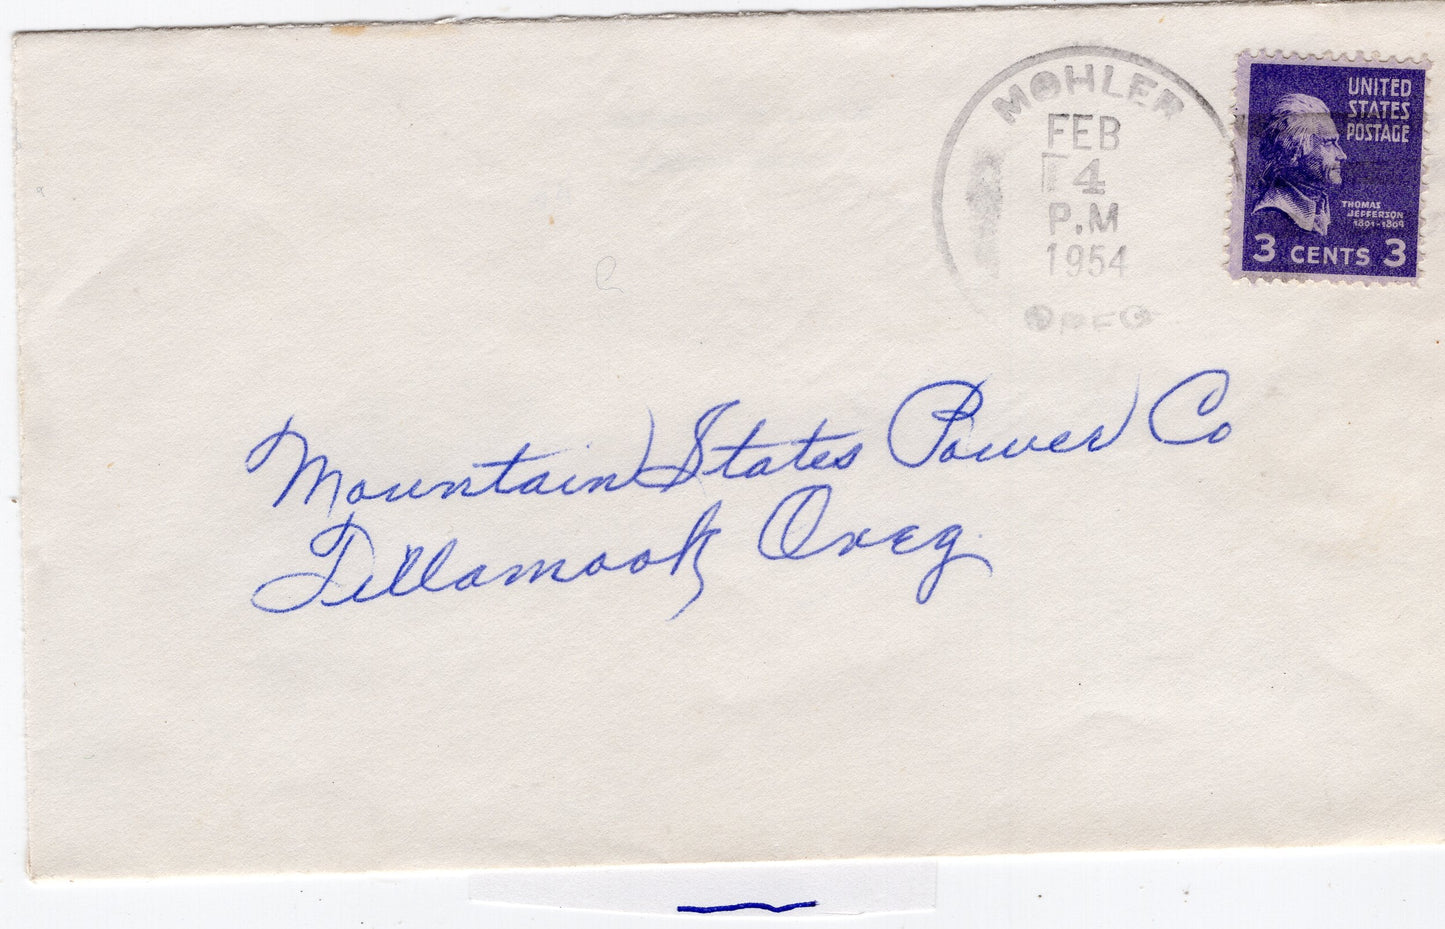 MOHLER
FEB
4
P.M
1954
OREG
UNITED
STATES
POSTAGE
THOMAS
JEFFERSON
1801-1809
3 CENTS 3
Mountain States Power Co
Tillamook Oreg.